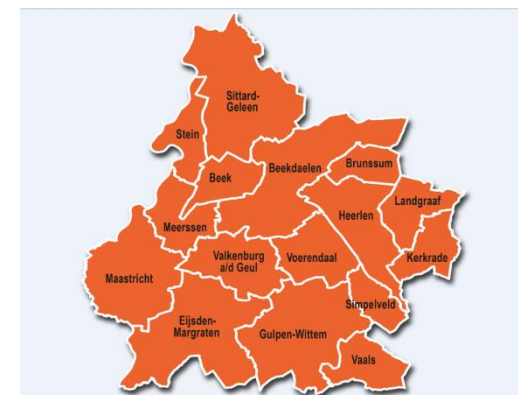 Sittard-
Geleen
Stein
Beek
Beekdaelen
Brunssum
Landgraaf
Meerssen
Heerlen
Kerkrade
Maastricht
Valkenburg
a/d Geul
Voerendaal
Simpelveld
Eijsden-
Margraten
Gulpen-Wittem
Vaals